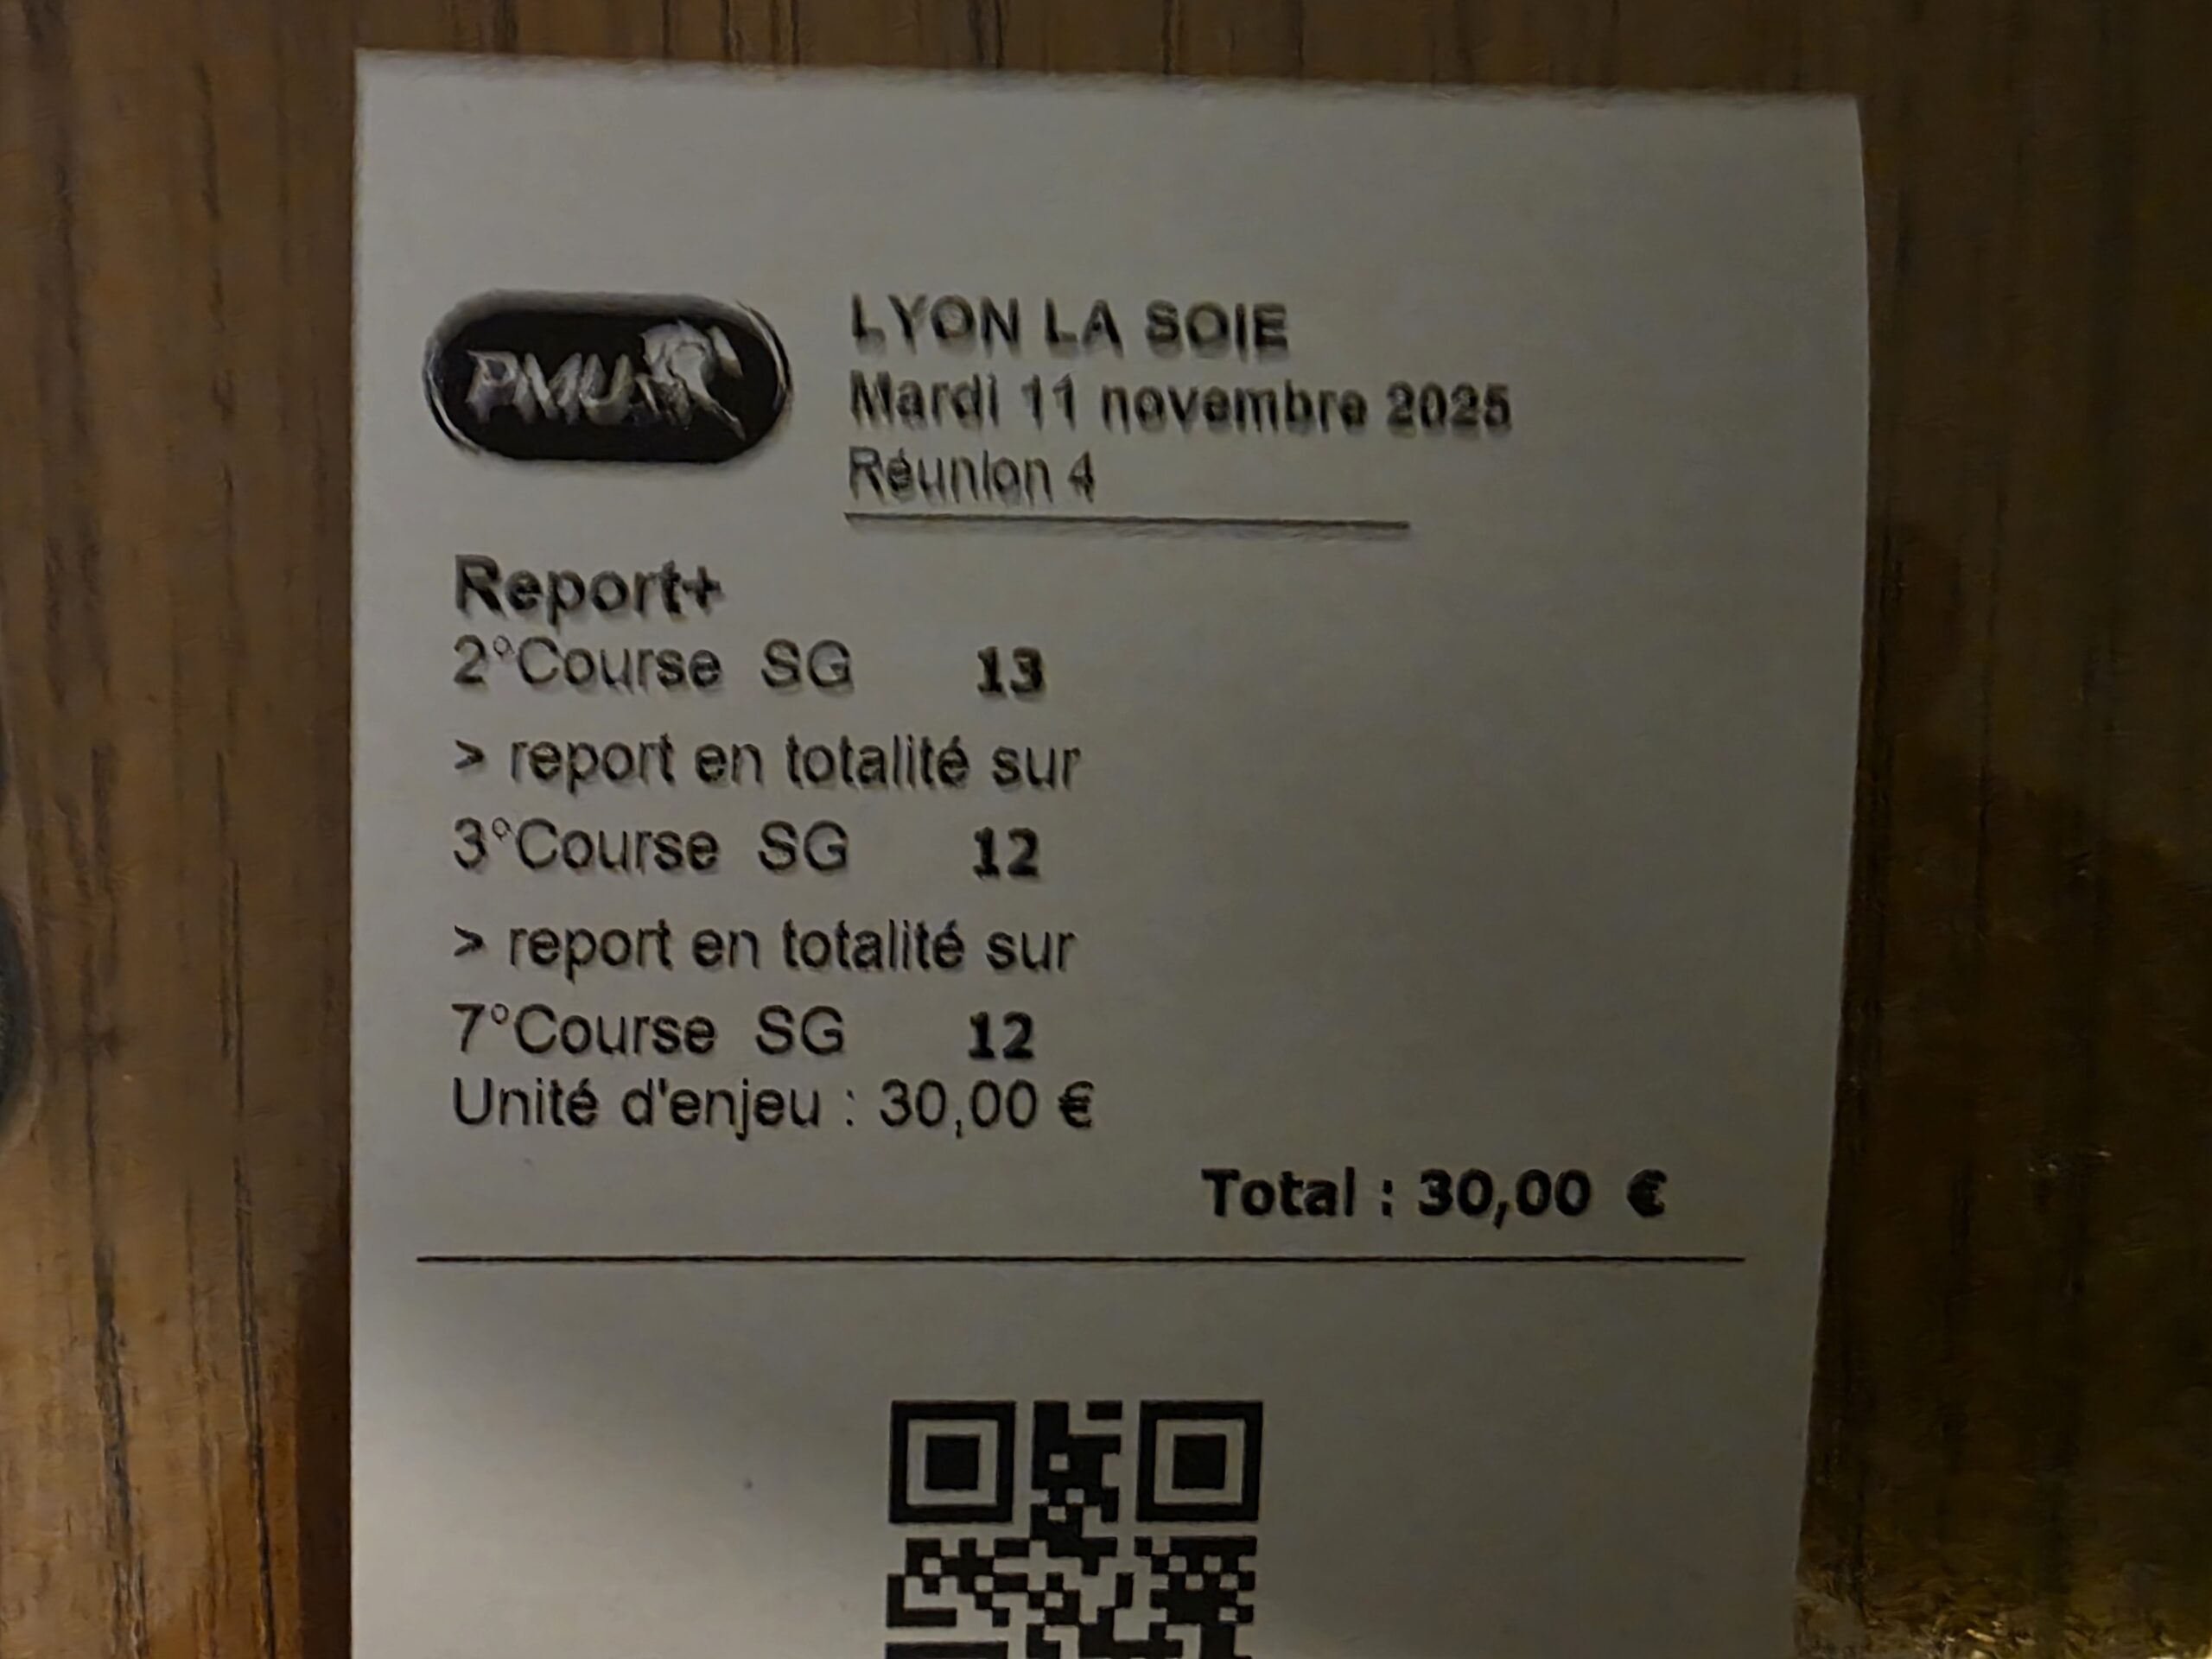 PMU
LYON LA SOIE
Mardi 11 novembre 2025
Réunion 4
Report+
2°Course SG 13
> report en totalité sur
3°Course SG 12
> report en totalité sur
7°Course SG 12
Unité d'enjeu : 30,00 €
Total : 30,00 €